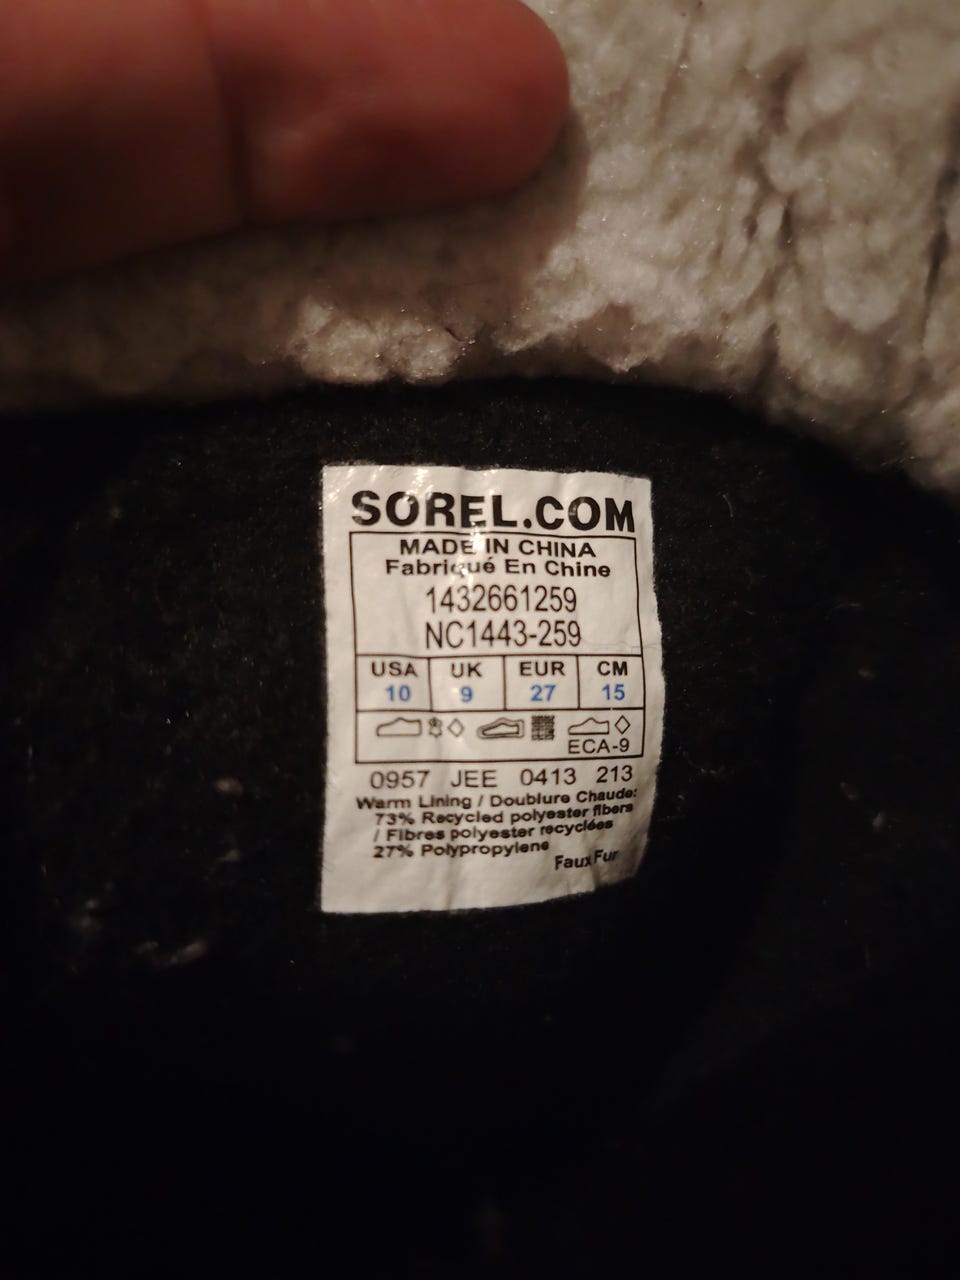 SOREL.COM
MADE IN CHINA
Fabriqué En Chine
1432661259
NC1443-259
USA UK EUR CM
10 9 27 15
ECA-9
0957 JEE 0413 213
Warm Lining / Doublure Chaude:
73% Recycled polyester fibers
/ Fibres polyester recyclées
27% Polypropylene
Faux Fur